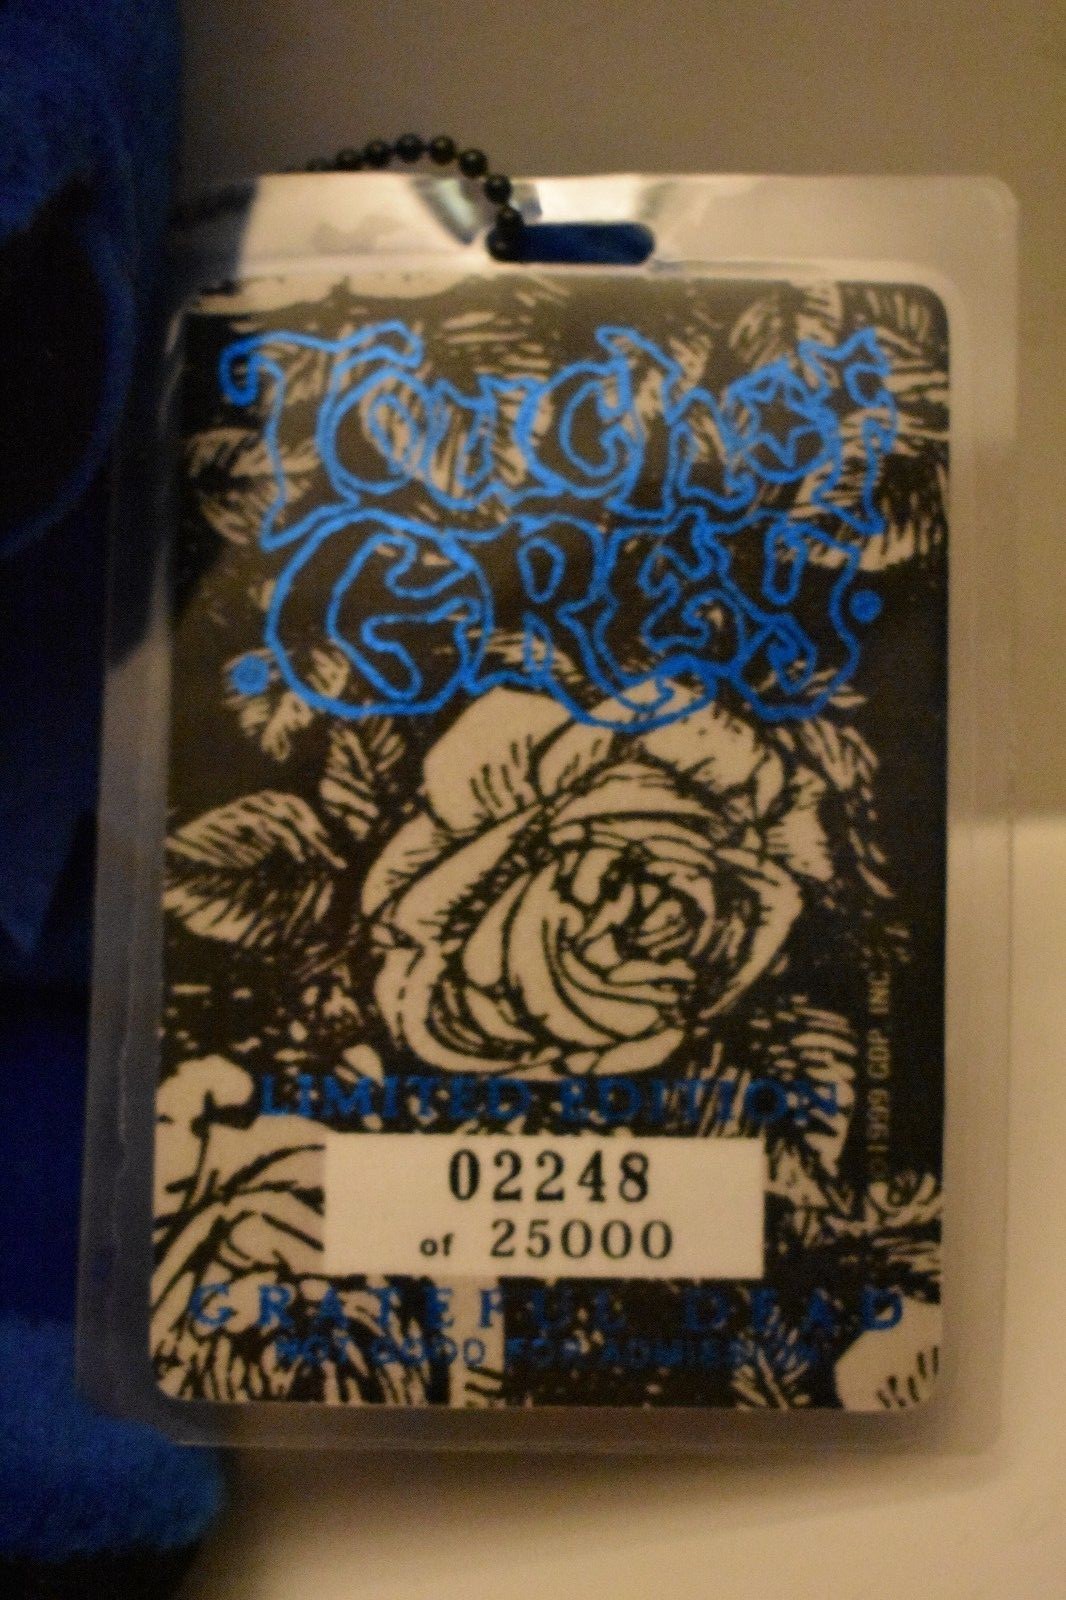 Touch of
GREY
LIMITED EDITION
02248
of 25000
GRATEFUL DEAD
NOT GOOD FOR ADMISSION
©1999 GDP, INC.